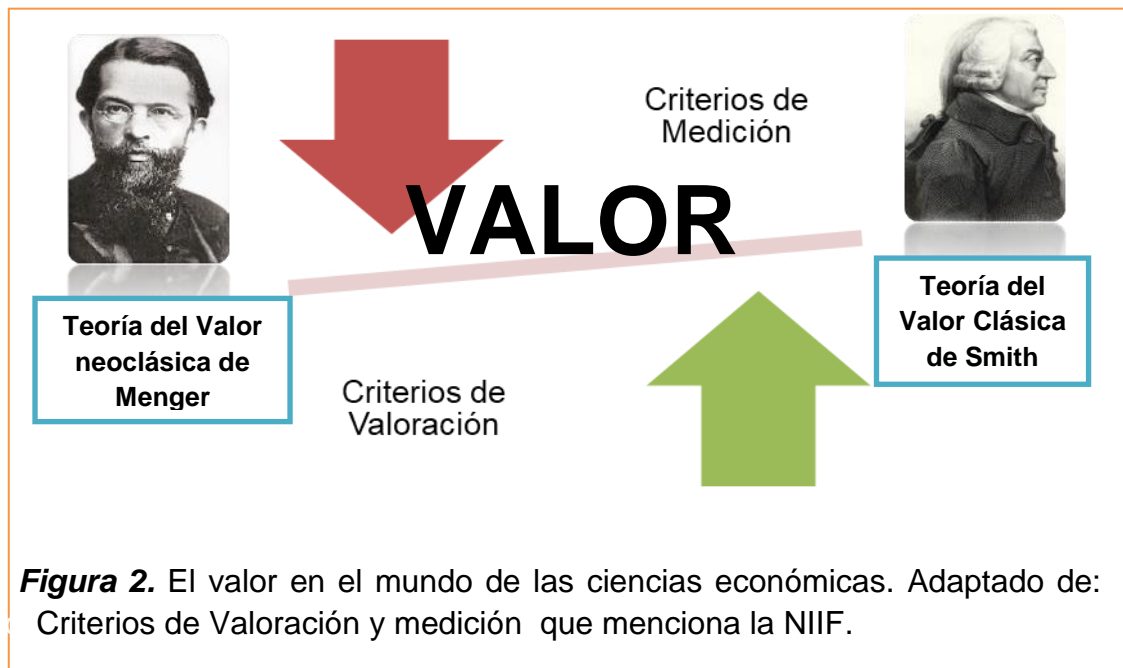 Criterios de
Medición
VALOR
Teoría del Valor
neoclásica de
Menger
Teoría del
Valor Clásica
de Smith
Criterios de
Valoración
Figura 2. El valor en el mundo de las ciencias económicas. Adaptado de:
Criterios de Valoración y medición que menciona la NIIF.